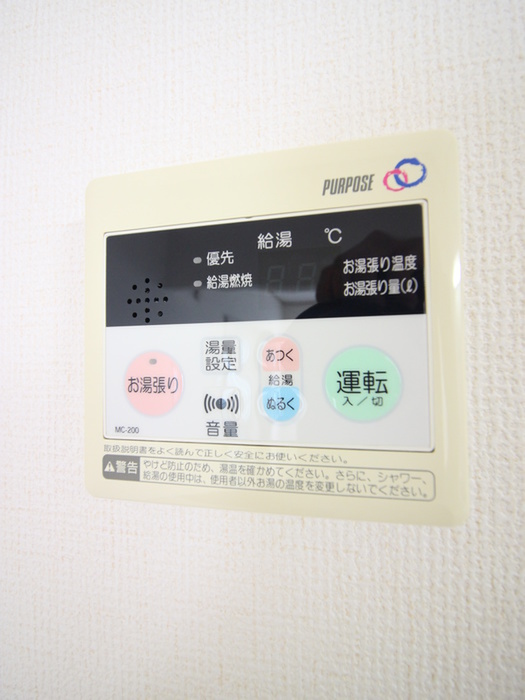 PURPOSE
給湯 ℃
優先
給湯燃焼
お湯張り温度
お湯張り量(ℓ)
お湯張り
湯量
設定
音量
あつく
給湯
ぬるく
運転
入/切
MC-200
取扱説明書をよく読んで正しく安全にお使いください。
警告 やけど防止のため、湯温を確かめてください。さらに、シャワー、
給湯の使用中は、使用者以外お湯の温度を変更しないでください。